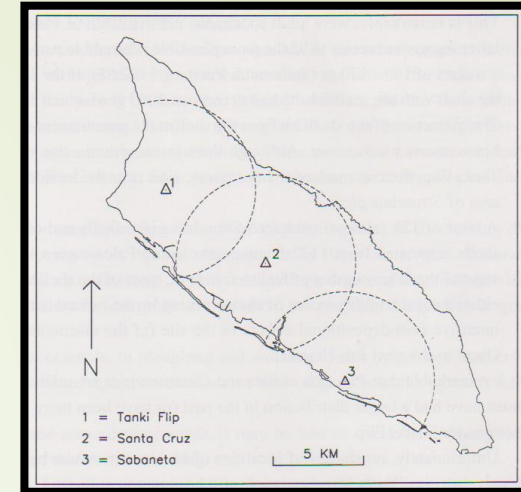 1
2
3
N
1 = Tanki Flip
2 = Santa Cruz
3 = Sabaneta
5 KM